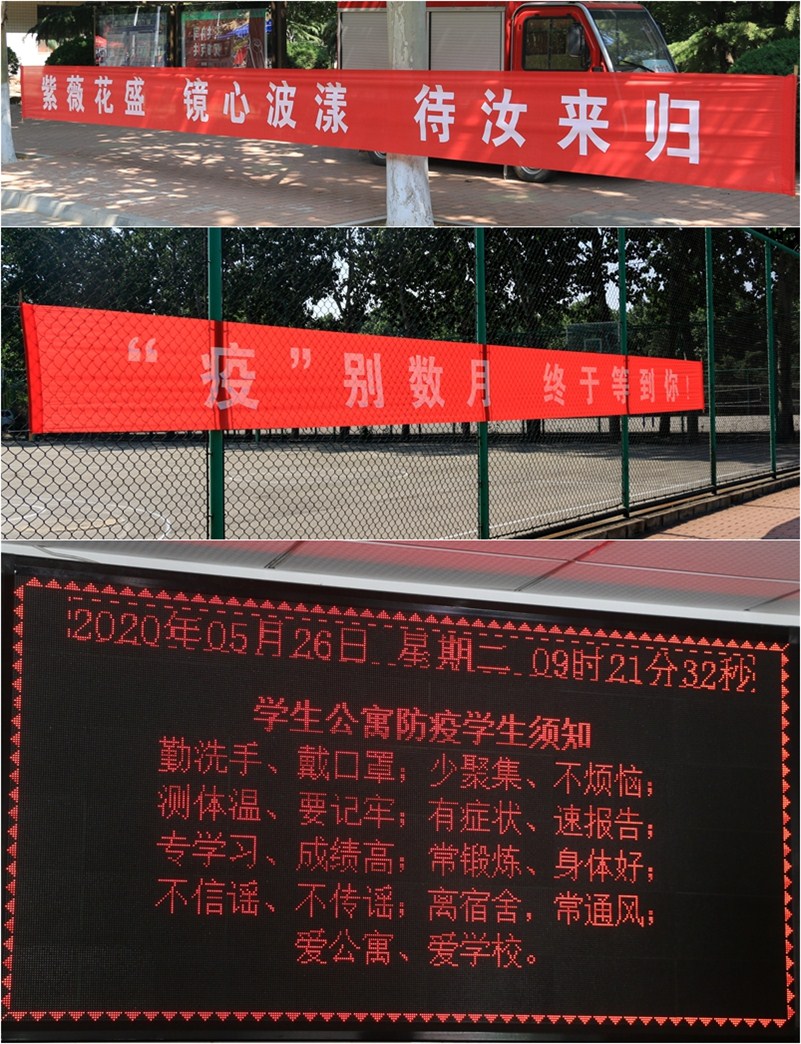 紫薇花盛 镜心波漾 待汝来归
“疫”别数月 终于等到你！
2020年05月26日 星期二 09时21分32秒
学生公寓防疫学生须知
勤洗手、戴口罩；少聚集、不烦恼；
测体温、要记牢；有症状、速报告；
专学习、成绩高；常锻炼、身体好；
不信谣、不传谣；离宿舍，常通风；
爱公寓、爱学校。